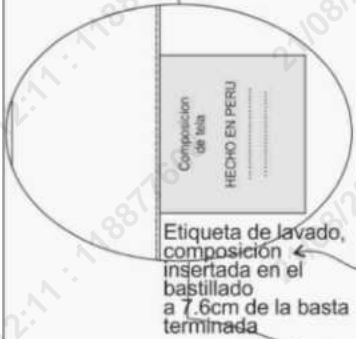 Composicion
de tela
HECHO EN PERU
Etiqueta de lavado,
composición
insertada en el
bastillado
a 7.6cm de la basta
terminada